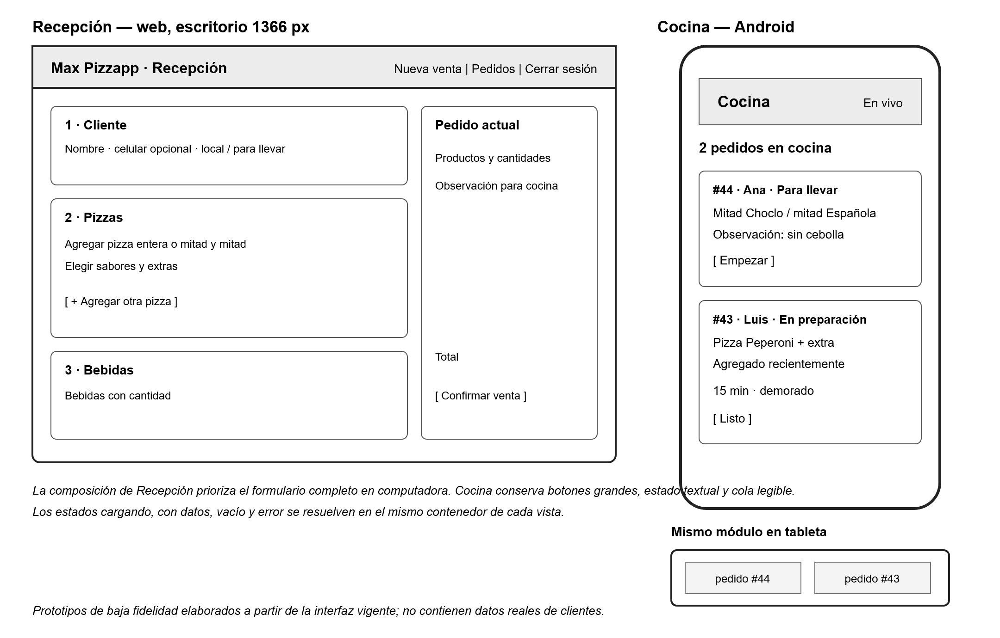 Recepción — web, escritorio 1366 px
Max Pizzapp · Recepción
Nueva venta | Pedidos | Cerrar sesión
1 · Cliente
Nombre · celular opcional · local / para llevar
2 · Pizzas
Agregar pizza entera o mitad y mitad
Elegir sabores y extras
[ + Agregar otra pizza ]
3 · Bebidas
Bebidas con cantidad
Pedido actual
Productos y cantidades
Observación para cocina
Total
[ Confirmar venta ]
Cocina — Android
Cocina
En vivo
2 pedidos en cocina
#44 · Ana · Para llevar
Mitad Choclo / mitad Española
Observación: sin cebolla
[ Empezar ]
#43 · Luis · En preparación
Pizza Peperoni + extra
Agregado recientemente
15 min · demorado
[ Listo ]
La composición de Recepción prioriza el formulario completo en computadora. Cocina conserva botones grandes, estado textual y cola legible.
Los estados cargando, con datos, vacío y error se resuelven en el mismo contenedor de cada vista.
Mismo módulo en tableta
pedido #44
pedido #43
Prototipos de baja fidelidad elaborados a partir de la interfaz vigente; no contienen datos reales de clientes.